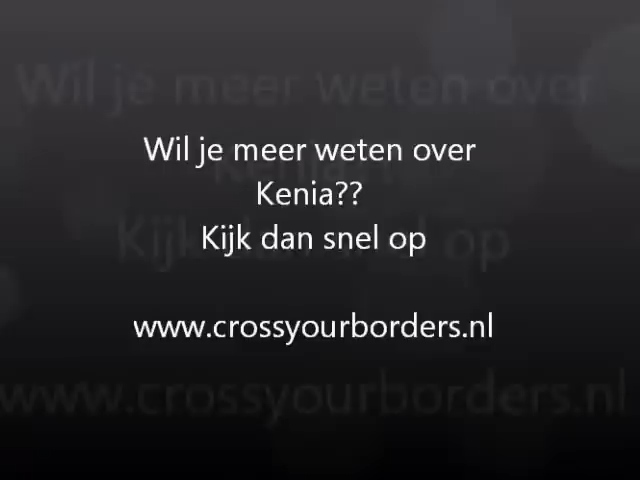 Wil je meer weten over
Kenia??
Kijk dan snel op
www.crossyourborders.nl